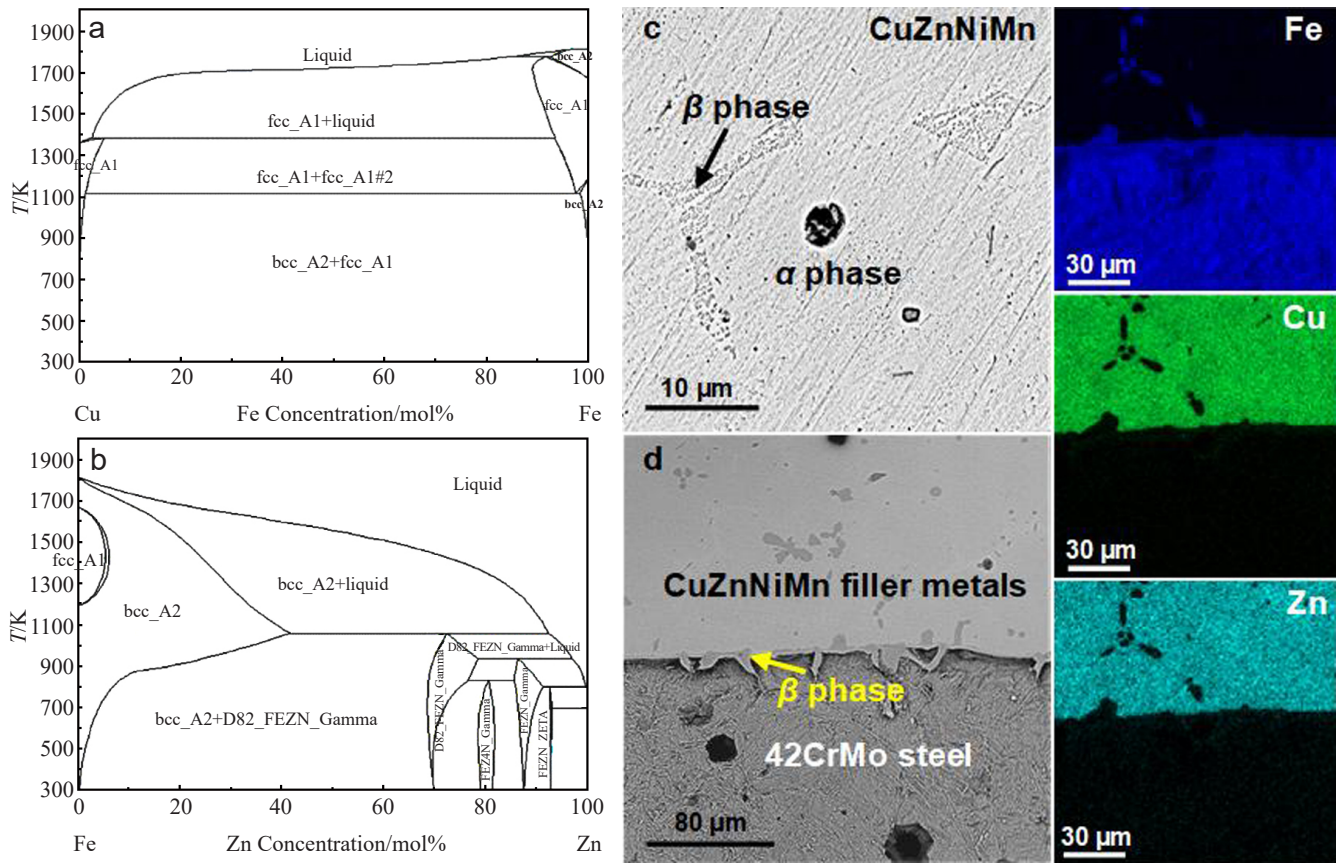 a
1900
1700
1500
1300
1100
900
700
500
300
T/K
Liquid
bcc_A2
fcc_A1
fcc_A1+liquid
fcc_A1
fcc_A1+fcc_A1#2
bcc_A2
bcc_A2+fcc_A1
0 20 40 60 80 100
Cu Fe Concentration/mol% Fe
b
1900
1700
1500
1300
1100
900
700
500
300
T/K
Liquid
fcc_A1
bcc_A2+liquid
bcc_A2
D82_FEZN_Gamma+Liquid
D82_FEZN_Gamma
FEZN_Gamma
bcc_A2+D82_FEZN_Gamma
FEZ4N_Gamma
FEZN_ZETA
0 20 40 60 80 100
Fe Zn Concentration/mol% Zn
c CuZnNiMn
β phase
α phase
10 μm
d
CuZnNiMn filler metals
β phase
42CrMo steel
80 μm
Fe
30 μm
Cu
30 μm
Zn
30 μm